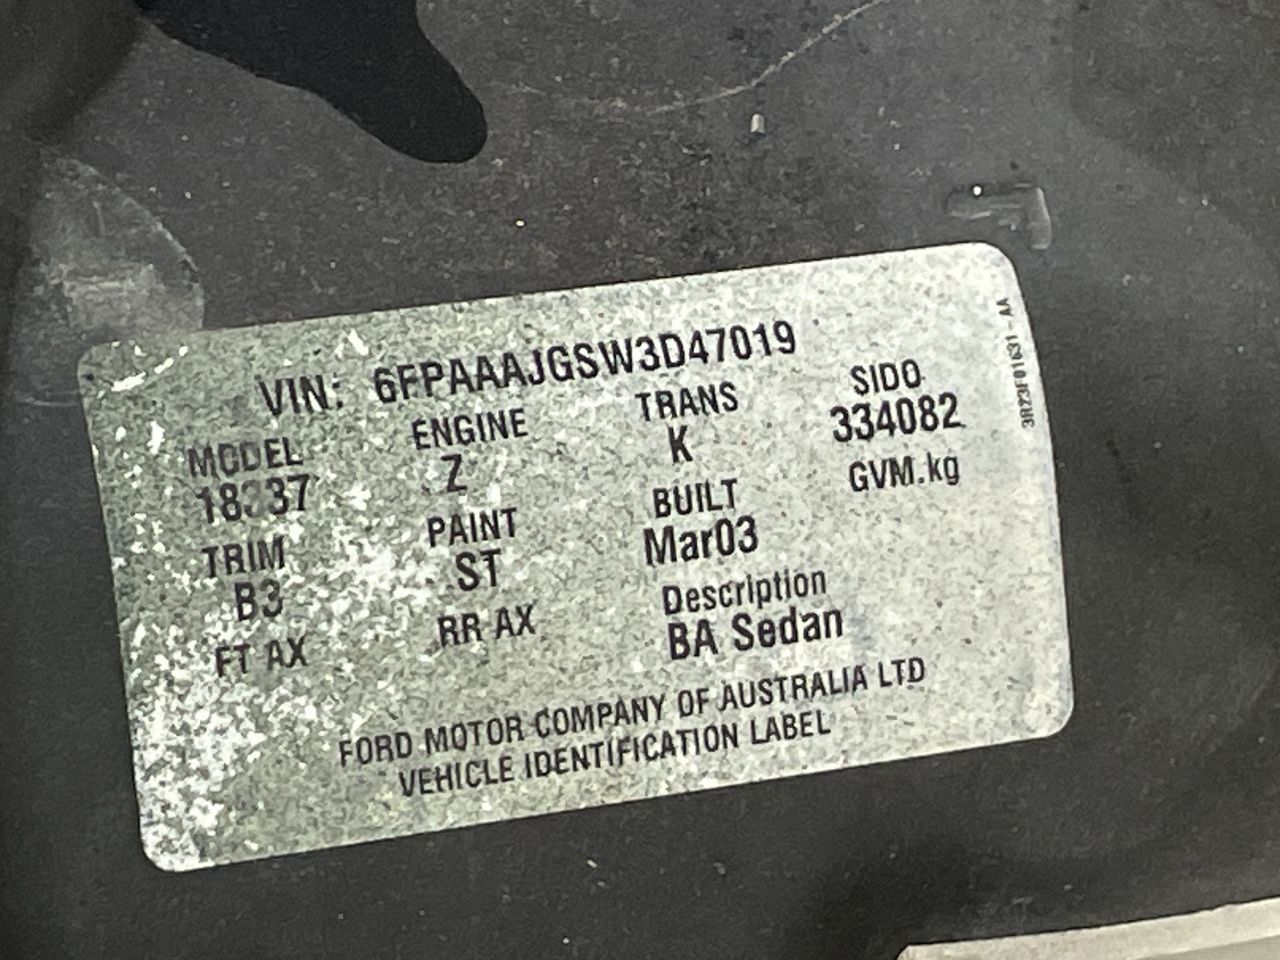 VIN: 6FPAAAJGSW3D47019
MODEL ENGINE TRANS SIDO
Z K 334082
TRIM PAINT BUILT GVM.kg
B3 ST Mar03
FT AX RR AX Description
BA Sedan
FORD MOTOR COMPANY OF AUSTRALIA LTD
VEHICLE IDENTIFICATION LABEL